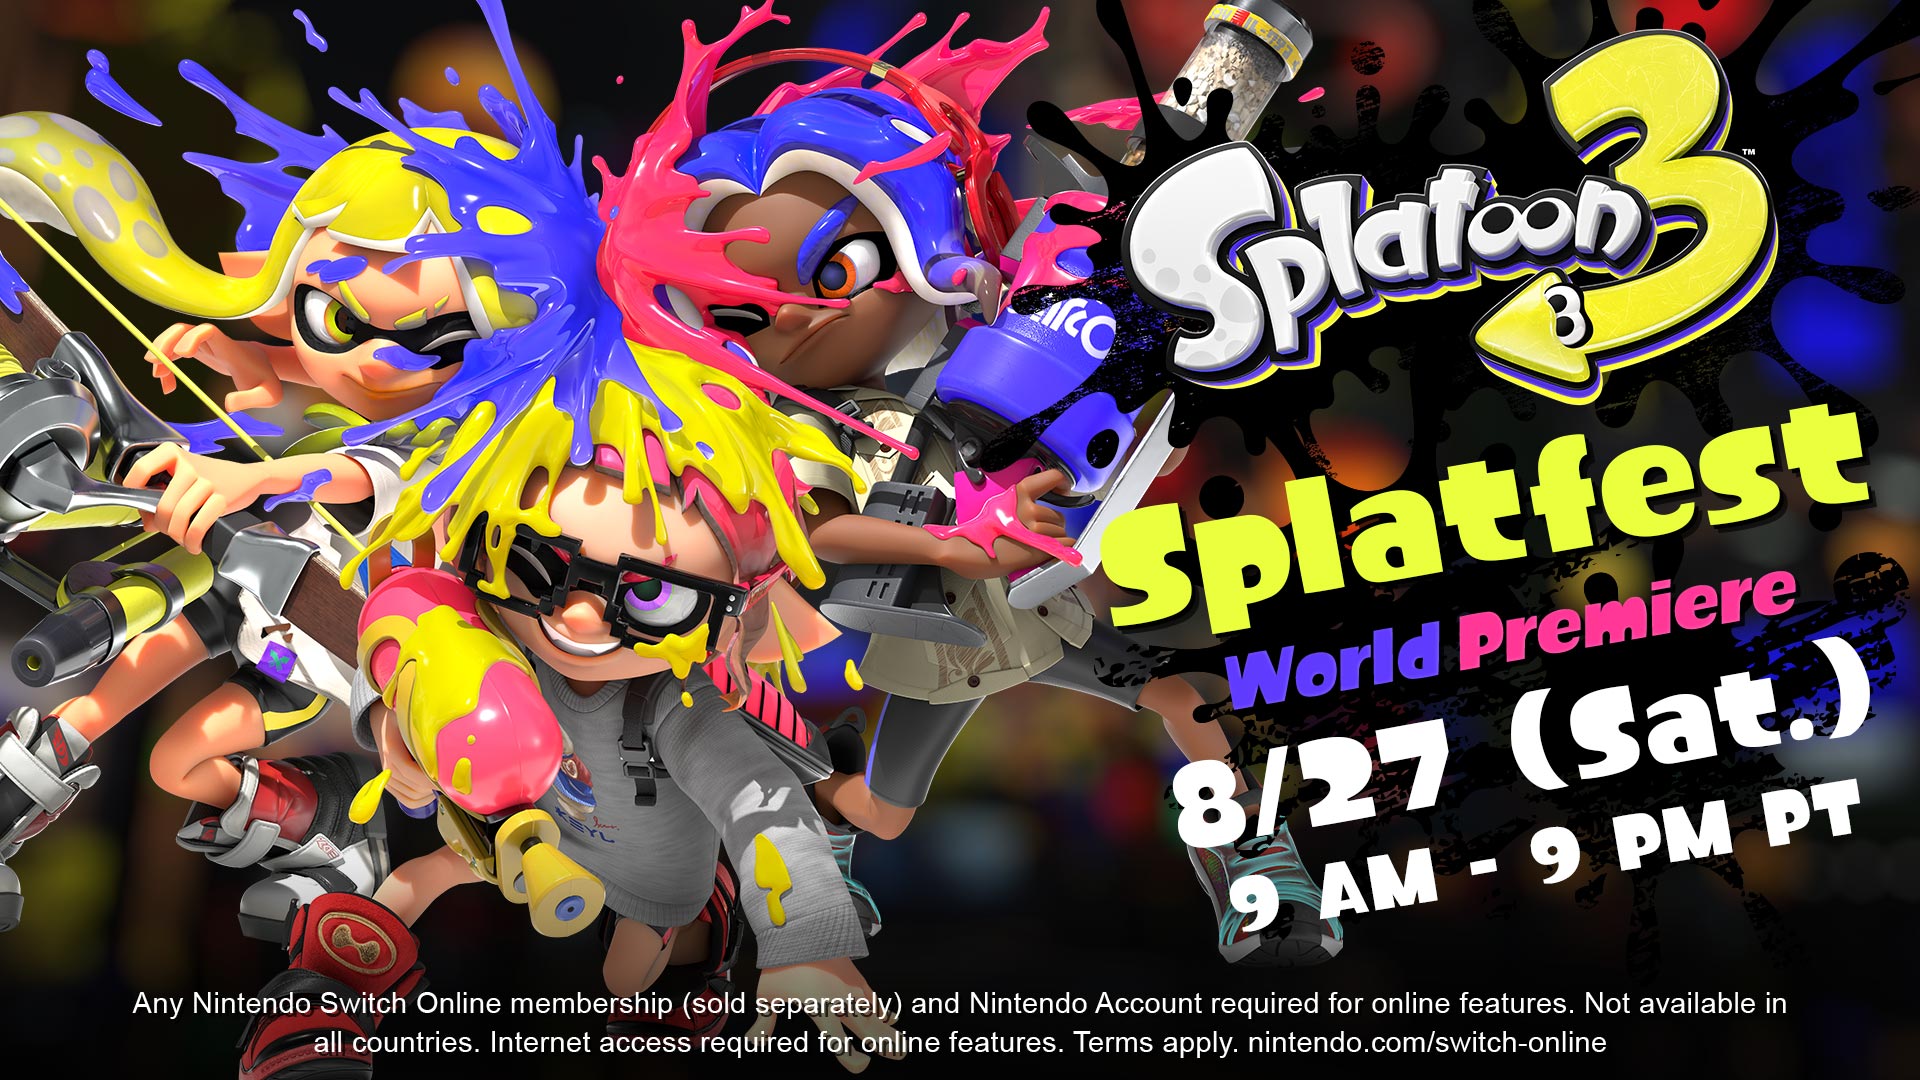 Splatoon 3™
Splatfest
World Premiere
8/27 (Sat.)
9 AM - 9 PM PT
Any Nintendo Switch Online membership (sold separately) and Nintendo Account required for online features. Not available in
all countries. Internet access required for online features. Terms apply. nintendo.com/switch-online